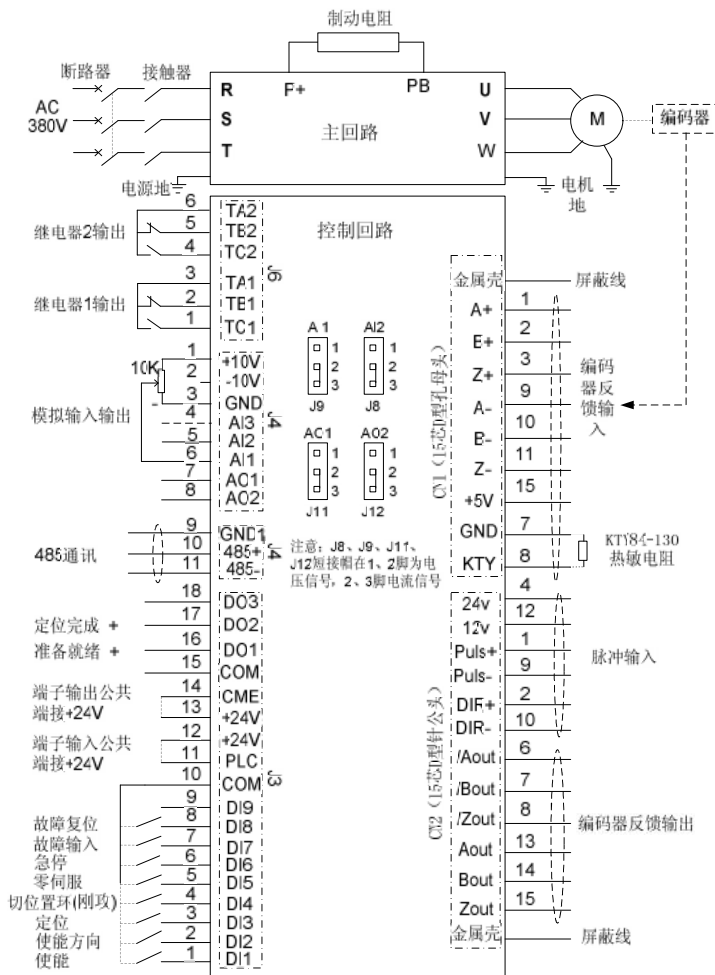 制动电阻
断路器 接触器
AC
380V
R
S
T
F+ PB
主回路
U
V
W
M
编码器
电源地
电机
地
控制回路
继电器2输出
6 TA2
5 TB2
4 TC2
继电器1输出
3 TA1
2 TB1
1 TC1
J6
模拟输入输出
10K
1 +10V
2 -10V
3 GND
4 AI3
5 AI2
6 AI1
7 AO1
8 AO2
J4
485通讯
9 GND1
10 485+
11 485-
J4
18 DO3
定位完成 + 17 DO2
准备就绪 + 16 DO1
15 COM
端子输出公共
端接+24V
14 CME
13 +24V
端子输入公共
端接+24V
12 +24V
11 PLC
10 COM
J3
9 DI9
故障复位 8 DI8
故障输入 7 DI7
急停 6 DI6
零伺服 5 DI5
切位置环(刚攻) 4 DI4
定位 3 DI3
使能方向 2 DI2
使能 1 DI1
A1
1
2
3
J9
AI2
1
2
3
J8
AO1
1
2
3
J11
AO2
1
2
3
J12
注意：J8、J9、J11、
J12短接帽在1、2脚为电
压信号，2、3脚电流信号
CN1（15芯D型孔母头）
金属壳 屏蔽线
A+ 1
B+ 2
Z+ 3
A- 9
B- 10
Z- 11
+5V 15
GND 7
KTY 8
编码
器反
馈输
入
KTY84-130
热敏电阻
CN2（15芯D型针公头）
24v 4
12v 12
Puls+ 1
Puls- 9
DIR+ 2
DIR- 10
脉冲输入
/Aout 6
/Bout 7
/Zout 8
Aout 13
Bout 14
Zout 15
编码器反馈输出
金属壳 屏蔽线